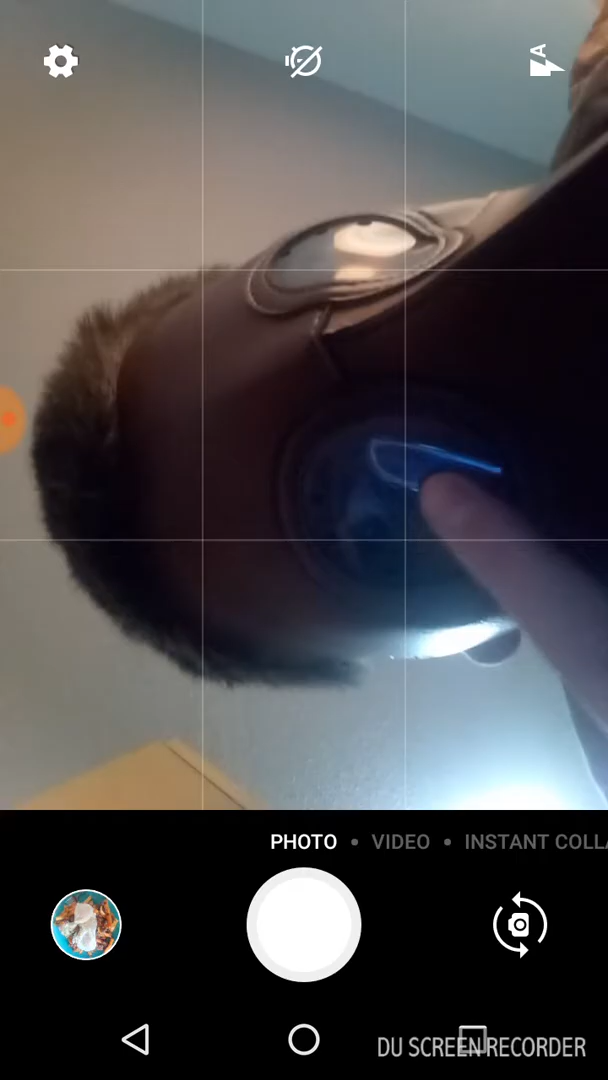 A
PHOTO • VIDEO • INSTANT COLLA
DU SCREEN RECORDER